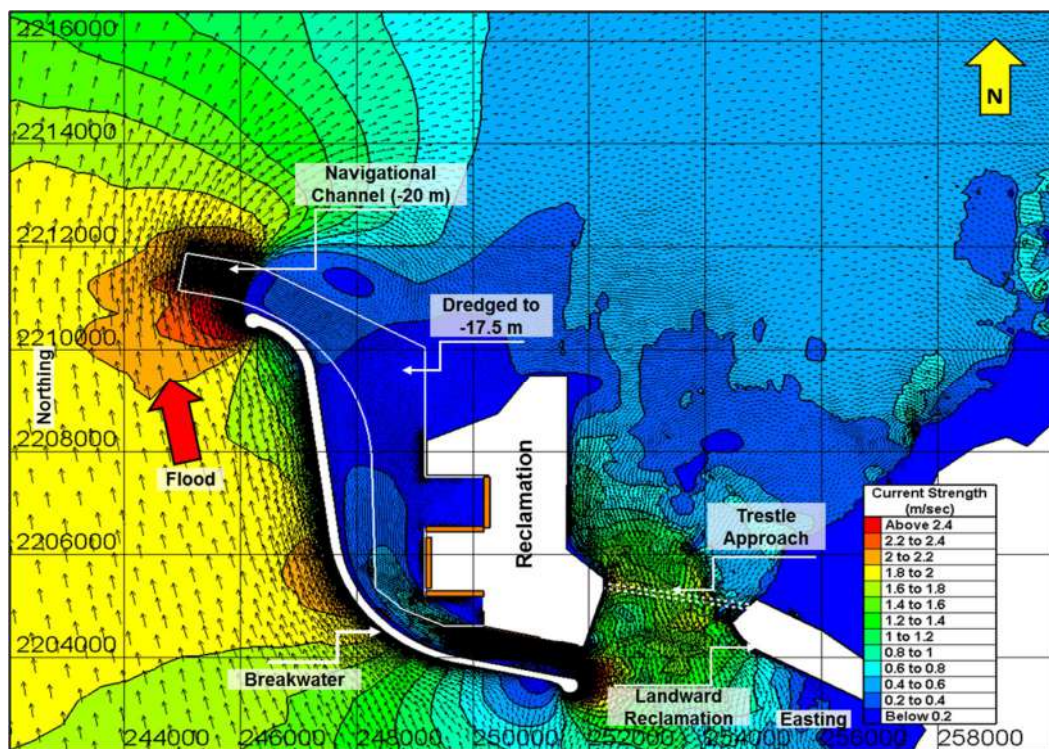 2216000
N
2214000
Navigational
Channel (-20 m)
2212000
Dredged to
-17.5 m
2210000
Northing
2208000
Flood
Reclamation
2206000
Trestle
Approach
2204000
Breakwater
Landward
Reclamation
Easting
Current Strength
(m/sec)
Above 2.4
2.2 to 2.4
2 to 2.2
1.8 to 2
1.6 to 1.8
1.4 to 1.6
1.2 to 1.4
1 to 1.2
0.8 to 1
0.6 to 0.8
0.4 to 0.6
0.2 to 0.4
Below 0.2
244000 246000 248000 250000 252000 254000 256000 258000